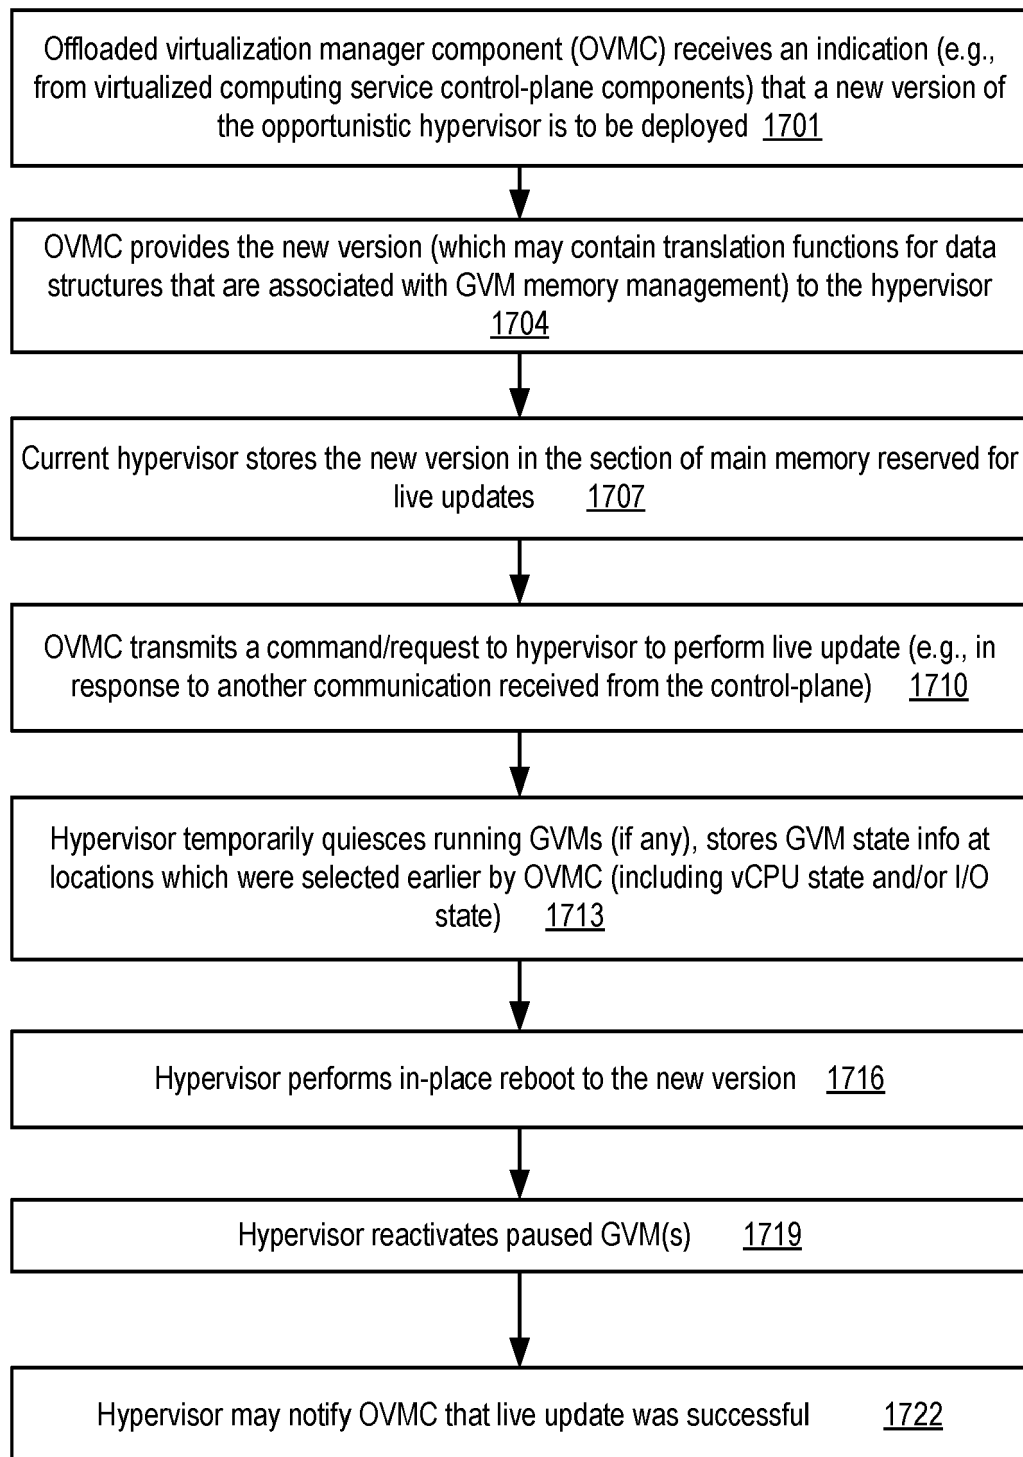 Offloaded virtualization manager component (OVMC) receives an indication (e.g.,
from virtualized computing service control-plane components) that a new version of
the opportunistic hypervisor is to be deployed 1701
OVMC provides the new version (which may contain translation functions for data
structures that are associated with GVM memory management) to the hypervisor
1704
Current hypervisor stores the new version in the section of main memory reserved for
live updates 1707
OVMC transmits a command/request to hypervisor to perform live update (e.g., in
response to another communication received from the control-plane) 1710
Hypervisor temporarily quiesces running GVMs (if any), stores GVM state info at
locations which were selected earlier by OVMC (including vCPU state and/or I/O
state) 1713
Hypervisor performs in-place reboot to the new version 1716
Hypervisor reactivates paused GVM(s) 1719
Hypervisor may notify OVMC that live update was successful 1722